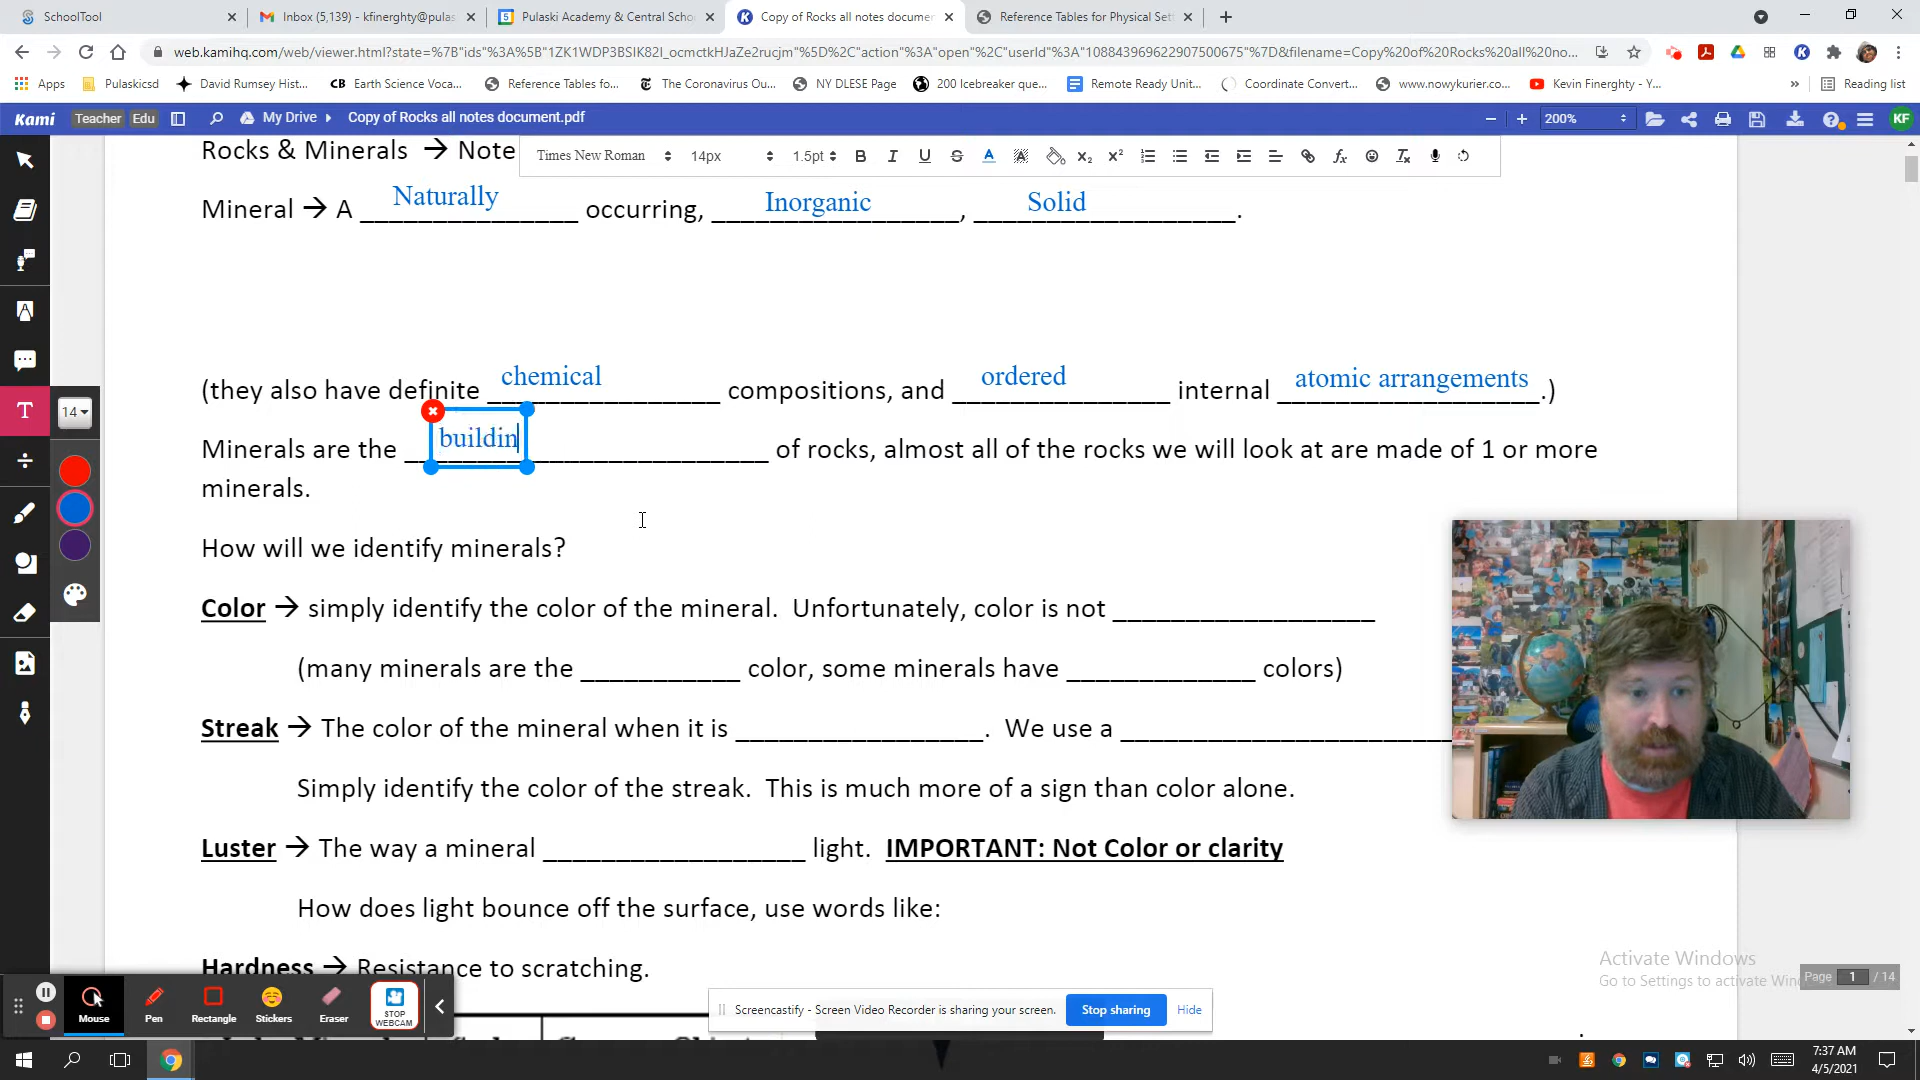 SchoolTool
Inbox (5,139) - kfinerghty@pulas
Pulaski Academy & Central Scho
Copy of Rocks all notes documen
Reference Tables for Physical Set
web.kamihq.com/web/viewer.html?state=%7B"ids"%3A%5B"1ZK1WDP3BSIK82I_ocmctkHJaZe2rucjm"%5D%2C"action"%3A"open"%2C"userId"%3A"108843969622907500675"%7D&filename=Copy%20of%20Rocks%20all%20no...
Apps
Pulaskicsd
David Rumsey Hist...
CB Earth Science Voca...
Reference Tables fo...
The Coronavirus Ou...
NY DLESE Page
200 Icebreaker que...
Remote Ready Unit...
Coordinate Convert...
www.nowykurier.co...
Kevin Finerghty - Y...
Reading list
Kami Teacher Edu My Drive Copy of Rocks all notes document.pdf 200% KF
Rocks & Minerals → Note
Times New Roman 14px 1.5pt
Mineral → A Naturally occurring, Inorganic, Solid.
(they also have definite chemical compositions, and ordered internal atomic arrangements.)
Minerals are the buildin of rocks, almost all of the rocks we will look at are made of 1 or more
minerals.
How will we identify minerals?
Color → simply identify the color of the mineral. Unfortunately, color is not __________________
(many minerals are the ___________ color, some minerals have _____________ colors)
Streak → The color of the mineral when it is _________________. We use a _______________________
Simply identify the color of the streak. This is much more of a sign than color alone.
Luster → The way a mineral __________________ light. IMPORTANT: Not Color or clarity
How does light bounce off the surface, use words like:
Hardness → Resistance to scratching.
14
Activate Windows
Go to Settings to activate Win
Page 1 / 14
Mouse
Pen
Rectangle
Stickers
Eraser
STOP
WEBCAM
Screencastify - Screen Video Recorder is sharing your screen.
Stop sharing
Hide
7:37 AM
4/5/2021